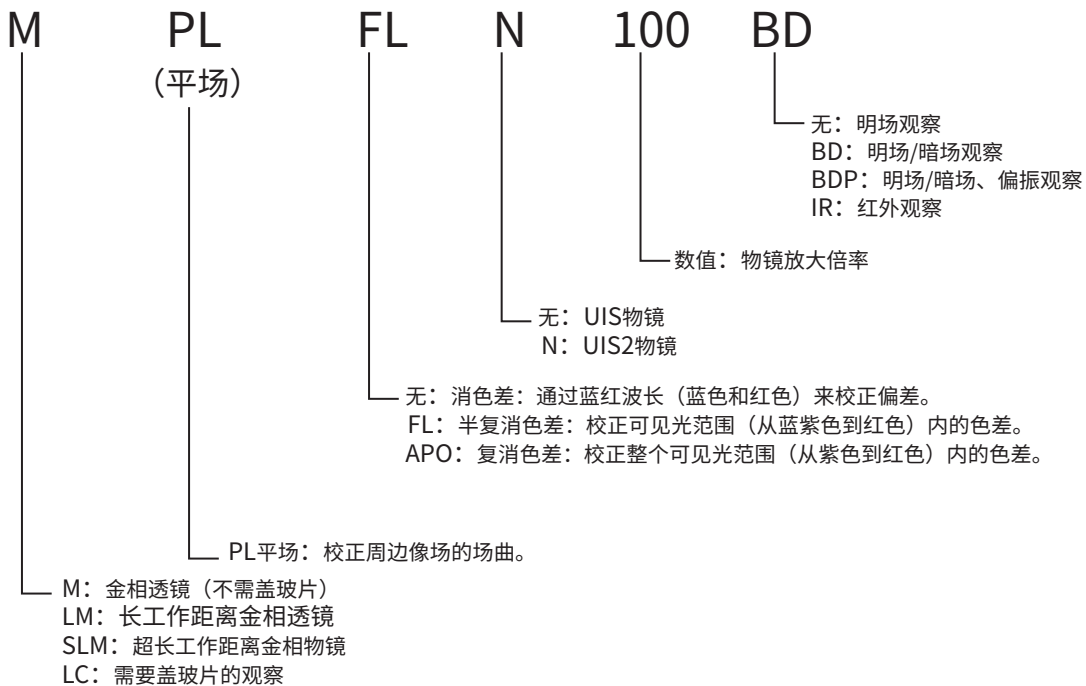 M PL FL N 100 BD
（平场）
无：明场观察
BD：明场/暗场观察
BDP：明场/暗场、偏振观察
IR：红外观察
数值：物镜放大倍率
无：UIS物镜
N：UIS2物镜
无：消色差：通过蓝红波长（蓝色和红色）来校正偏差。
FL：半复消色差：校正可见光范围（从蓝紫色到红色）内的色差。
APO：复消色差：校正整个可见光范围（从紫色到红色）内的色差。
PL平场：校正周边像场的场曲。
M：金相透镜（不需盖玻片）
LM：长工作距离金相透镜
SLM：超长工作距离金相物镜
LC：需要盖玻片的观察